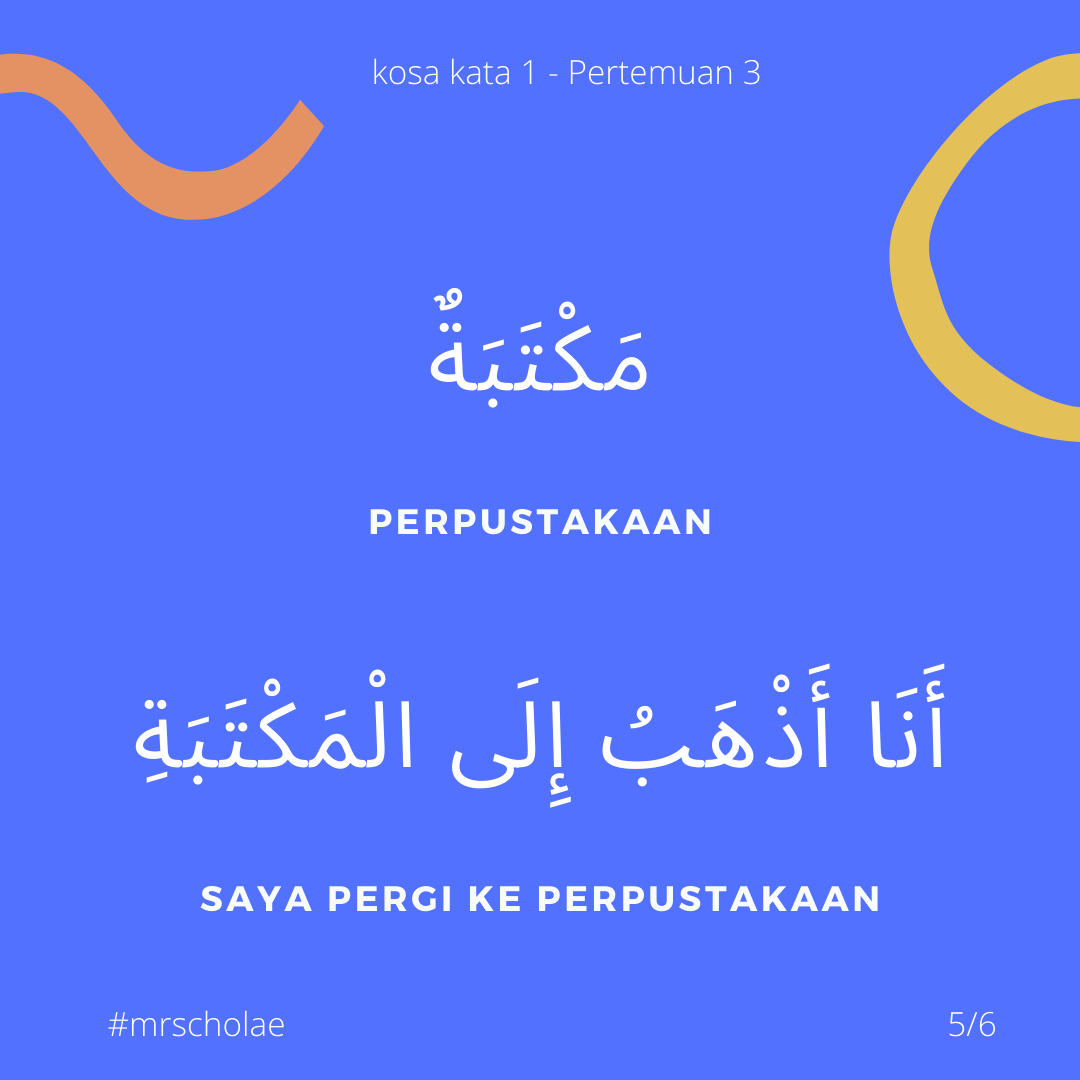 kosa kata 1 - Pertemuan 3
مَكْتَبَةٌ
PERPUSTAKAAN
أَنَا أَذْهَبُ إِلَى الْمَكْتَبَةِ
SAYA PERGI KE PERPUSTAKAAN
#mrscholae
5/6